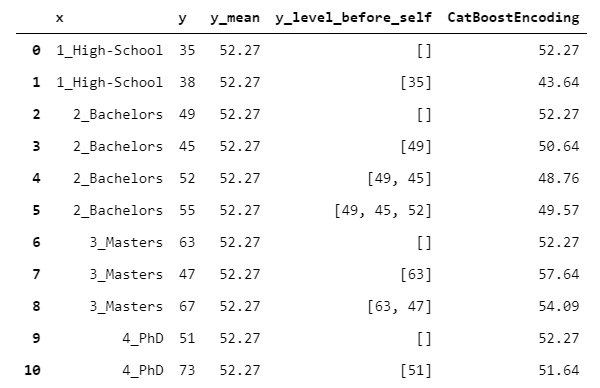 x y y_mean y_level_before_self CatBoostEncoding
0 1_High-School 35 52.27 [] 52.27
1 1_High-School 38 52.27 [35] 43.64
2 2_Bachelors 49 52.27 [] 52.27
3 2_Bachelors 45 52.27 [49] 50.64
4 2_Bachelors 52 52.27 [49, 45] 48.76
5 2_Bachelors 55 52.27 [49, 45, 52] 49.57
6 3_Masters 63 52.27 [] 52.27
7 3_Masters 47 52.27 [63] 57.64
8 3_Masters 67 52.27 [63, 47] 54.09
9 4_PhD 51 52.27 [] 52.27
10 4_PhD 73 52.27 [51] 51.64